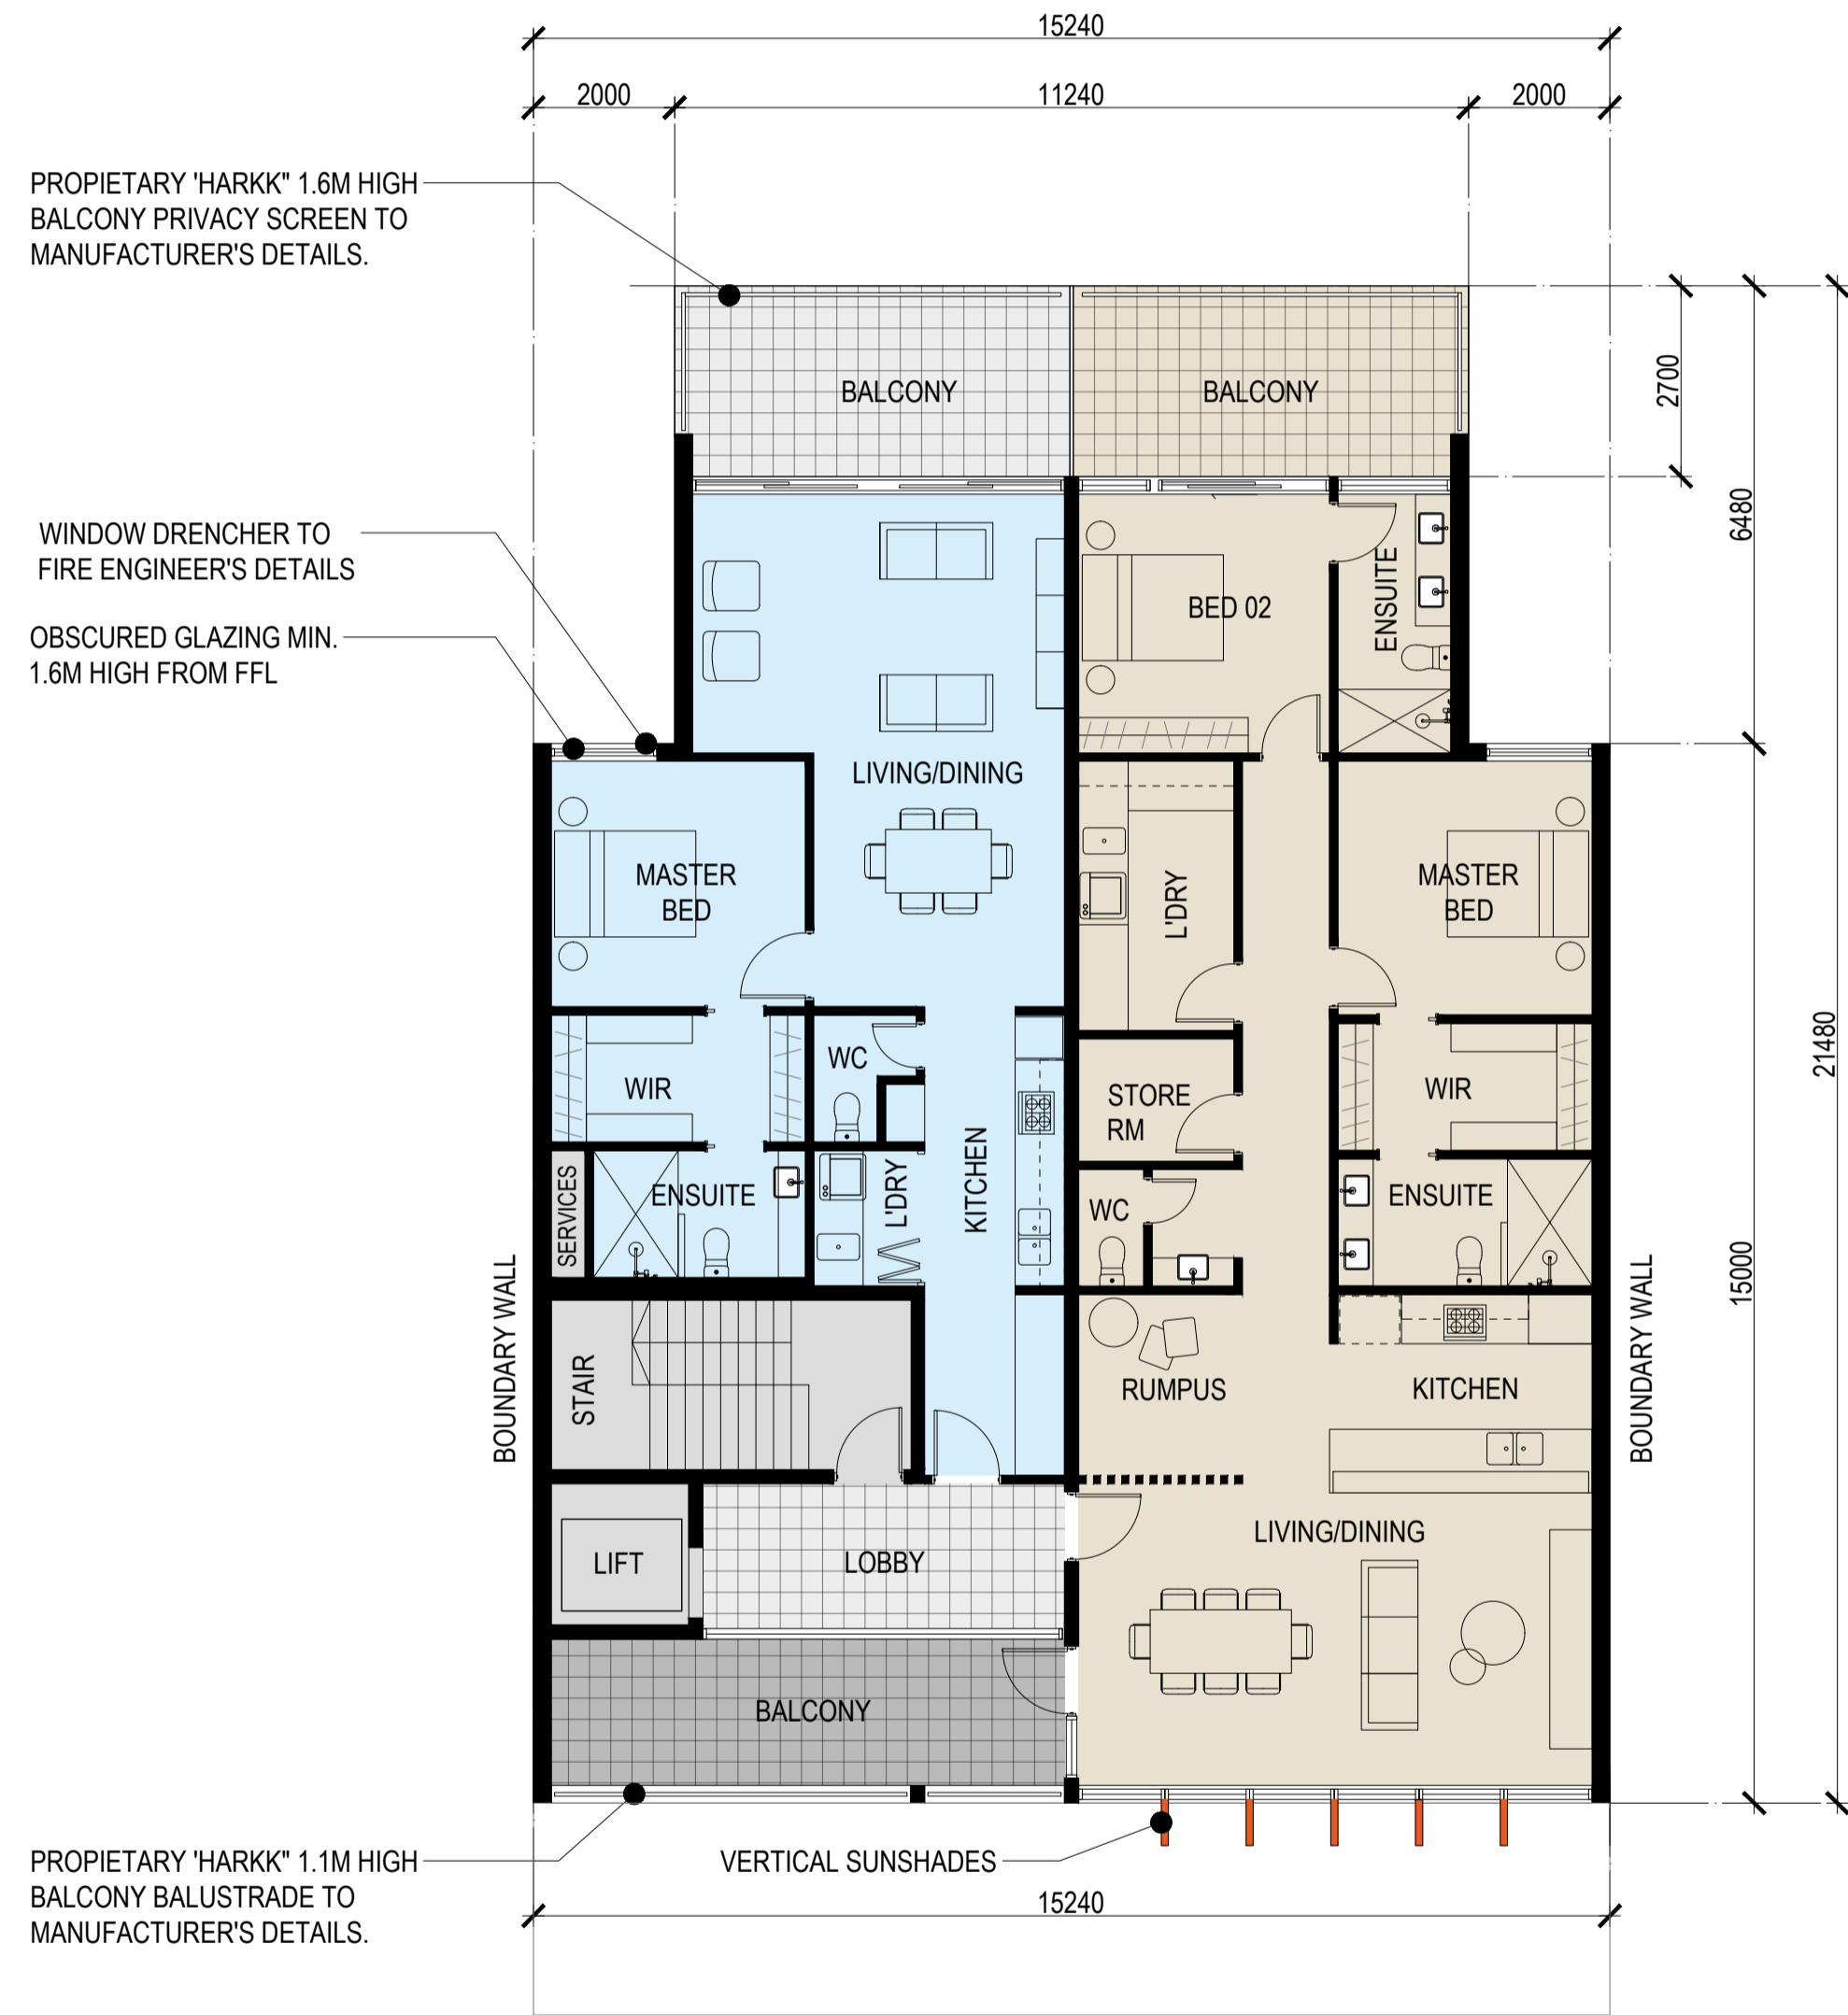 15240
2000
11240
2000
PROPIETARY 'HARKK" 1.6M HIGH
BALCONY PRIVACY SCREEN TO
MANUFACTURER'S DETAILS.
BALCONY
BALCONY
2700
WINDOW DRENCHER TO
FIRE ENGINEER'S DETAILS
6480
OBSCURED GLAZING MIN.
1.6M HIGH FROM FFL
BED 02
ENSUITE
LIVING/DINING
MASTER
BED
L'DRY
MASTER
BED
21480
WC
WIR
STORE
RM
WIR
KITCHEN
SERVICES
ENSUITE
L'DRY
WC
ENSUITE
BOUNDARY WALL
15000
BOUNDARY WALL
STAIR
RUMPUS
KITCHEN
LIFT
LOBBY
LIVING/DINING
BALCONY
PROPIETARY 'HARKK" 1.1M HIGH
BALCONY BALUSTRADE TO
MANUFACTURER'S DETAILS.
VERTICAL SUNSHADES
15240